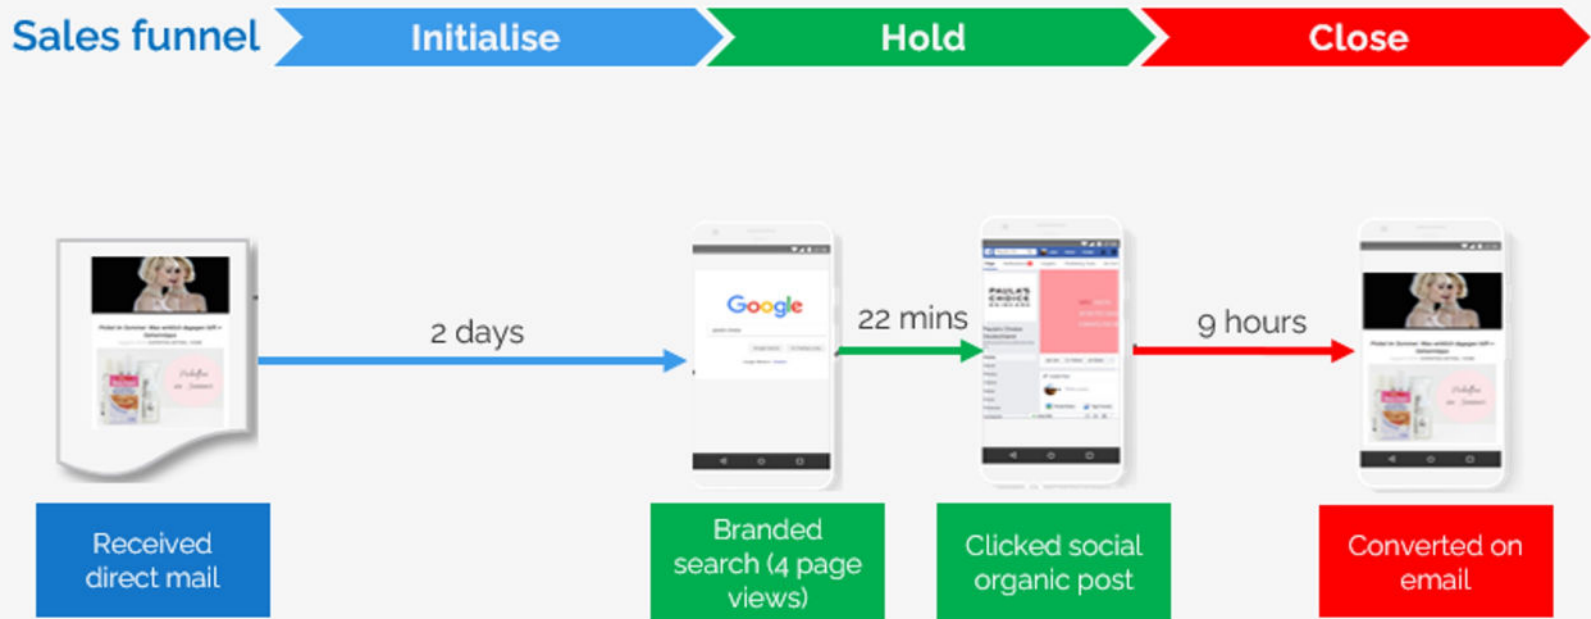 Sales funnel
Initialise
Hold
Close
2 days
22 mins
9 hours
Google
PAULA'S
CHOICE
Received
direct mail
Branded
search (4 page
views)
Clicked social
organic post
Converted on
email